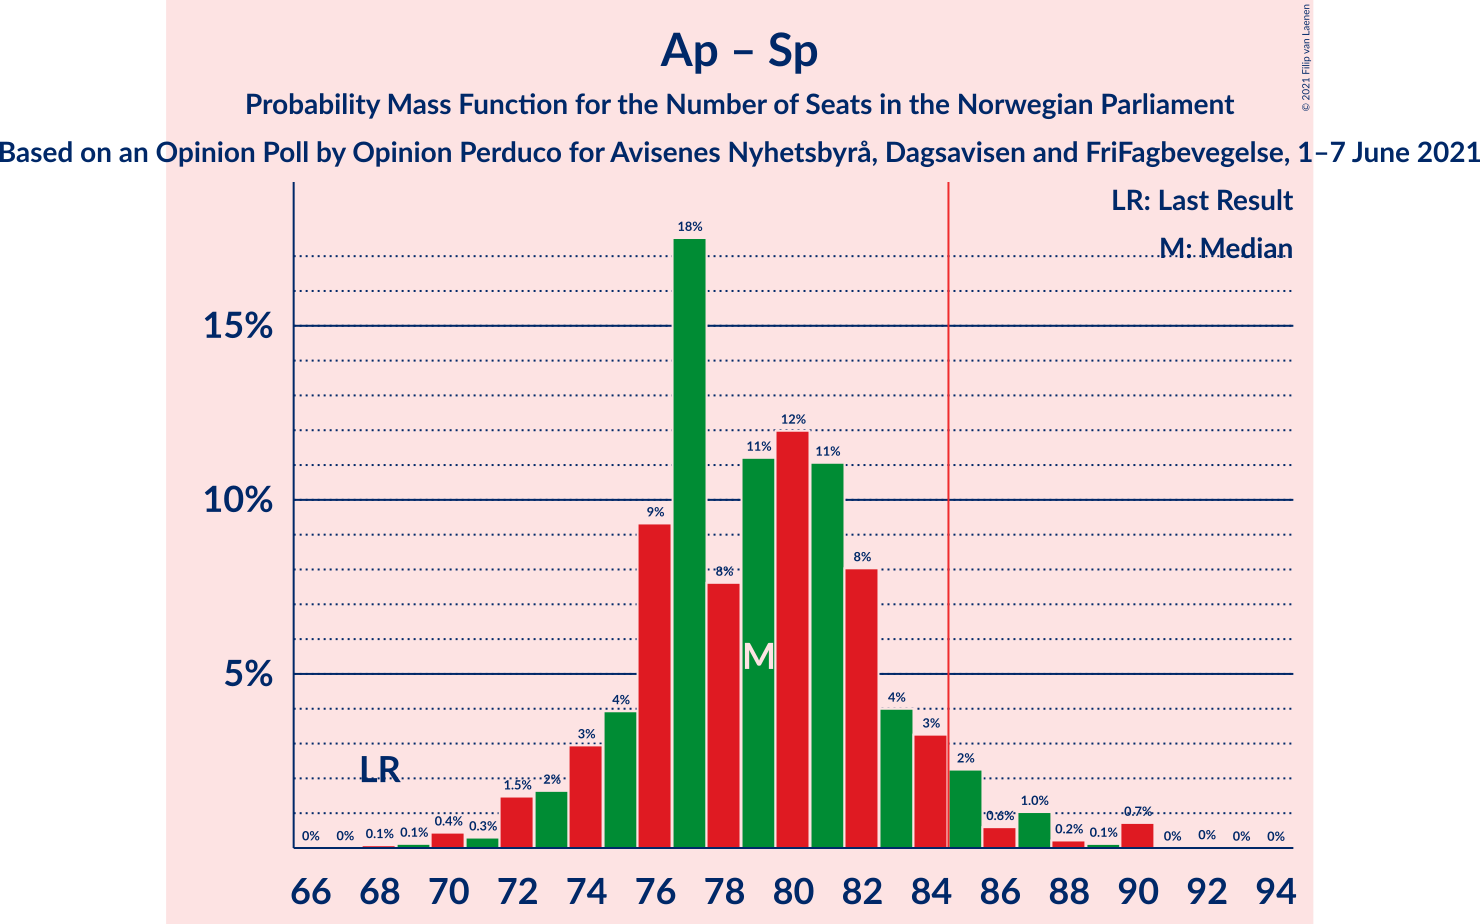 Ap – Sp
Probability Mass Function for the Number of Seats in the Norwegian Parliament
Based on an Opinion Poll by Opinion Perduco for Avisenes Nyhetsbyrå, Dagsavisen and FriFagbevegelse, 1–7 June 2021
© 2021 Filip van Laenen
LR: Last Result
M: Median
15%
10%
5%
0% 0% 0.1% 0.1% 0.4% 0.3% 1.5% 2% 3% 4% 9% 18% 8% 11% 12% 11% 8% 4% 3% 2% 0.6% 1.0% 0.2% 0.1% 0.7% 0% 0% 0% 0%
LR
M
66 68 70 72 74 76 78 80 82 84 86 88 90 92 94